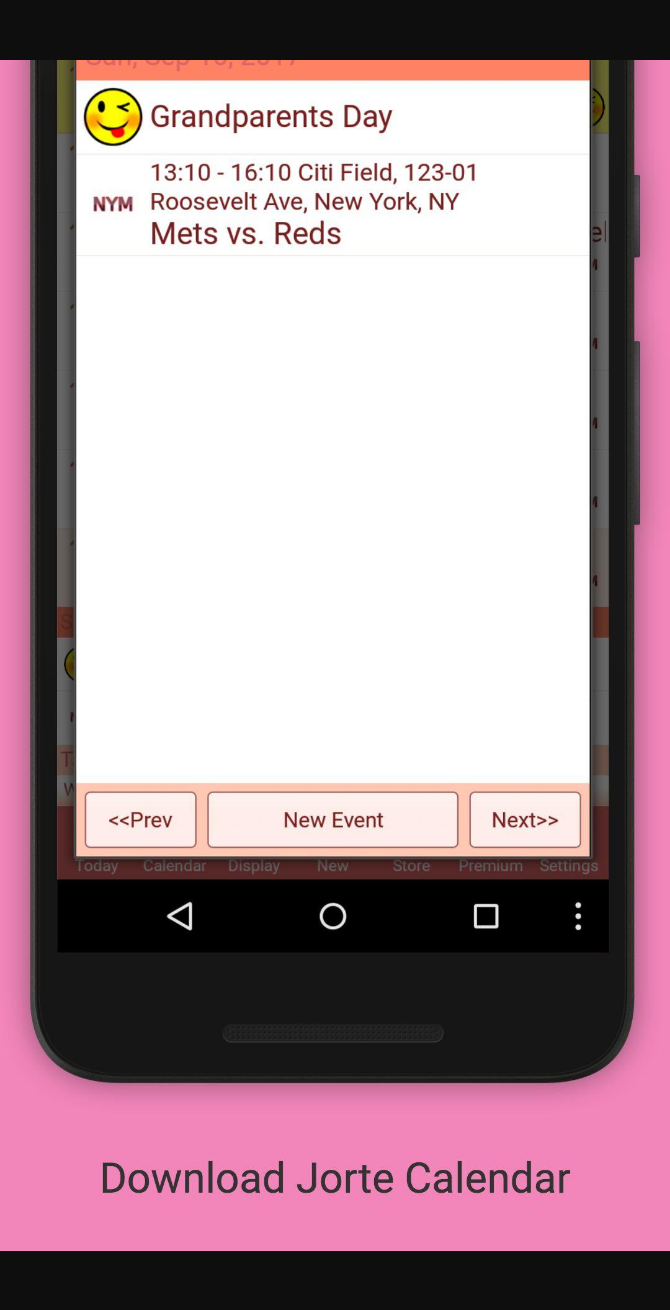 Sun, Sep 10, 2017
Grandparents Day
13:10 - 16:10 Citi Field, 123-01
NYM
Roosevelt Ave, New York, NY
Mets vs. Reds
<<Prev
New Event
Next>>
Today
Calendar
Display
New
Store
Premium
Settings
Download Jorte Calendar